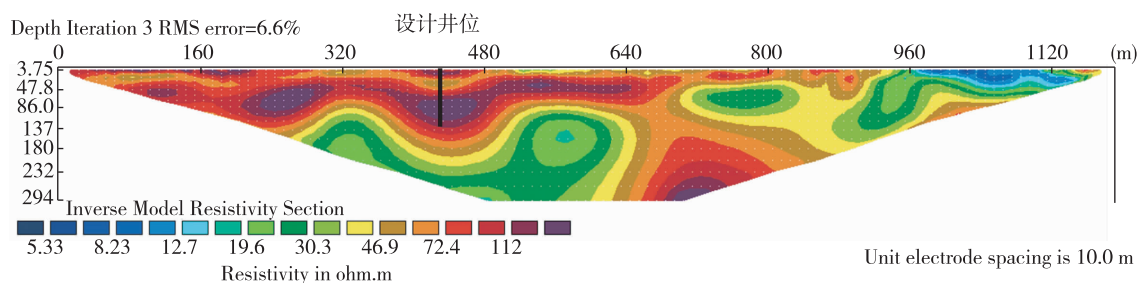 设计井位
Depth Iteration 3 RMS error=6.6%
0 160 320 480 640 800 960 1120 (m)
3.75
47.8
86.0
137
180
232
294
Inverse Model Resistivity Section
5.33 8.23 12.7 19.6 30.3 46.9 72.4 112
Resistivity in ohm.m
Unit electrode spacing is 10.0 m